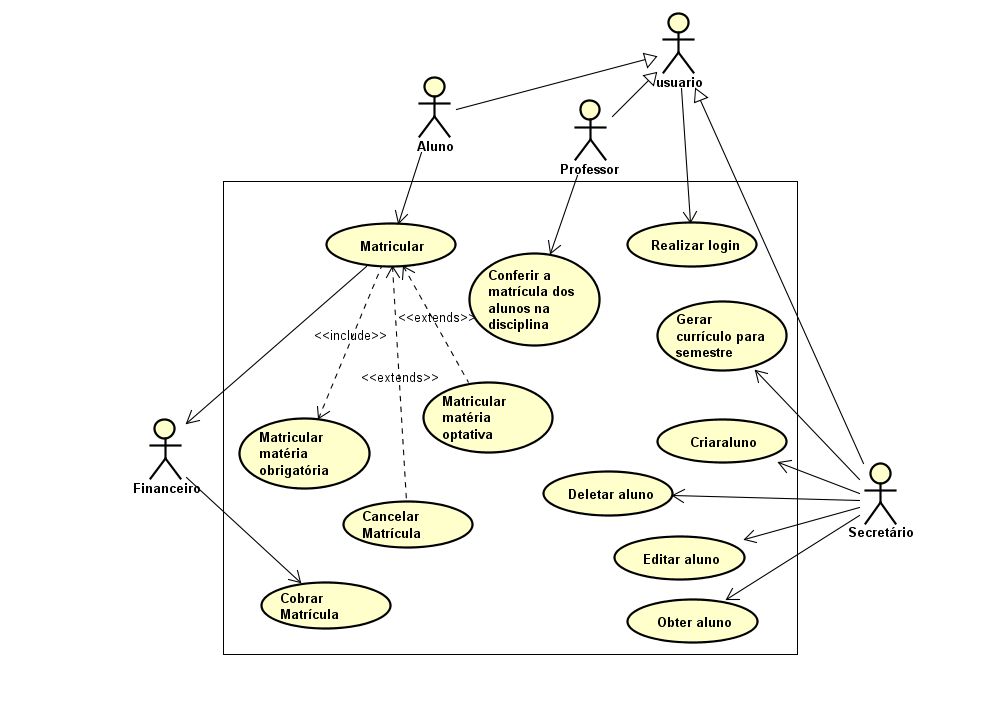 usuario
Aluno
Professor
Matricular
Realizar login
Conferir a
matrícula dos
alunos na
disciplina
<<extends>>
<<include>>
Gerar
currículo para
semestre
<<extends>>
Matricular
matéria
optativa
Matricular
matéria
obrigatória
Criaraluno
Financeiro
Deletar aluno
Cancelar
Matrícula
Secretário
Editar aluno
Cobrar
Matrícula
Obter aluno